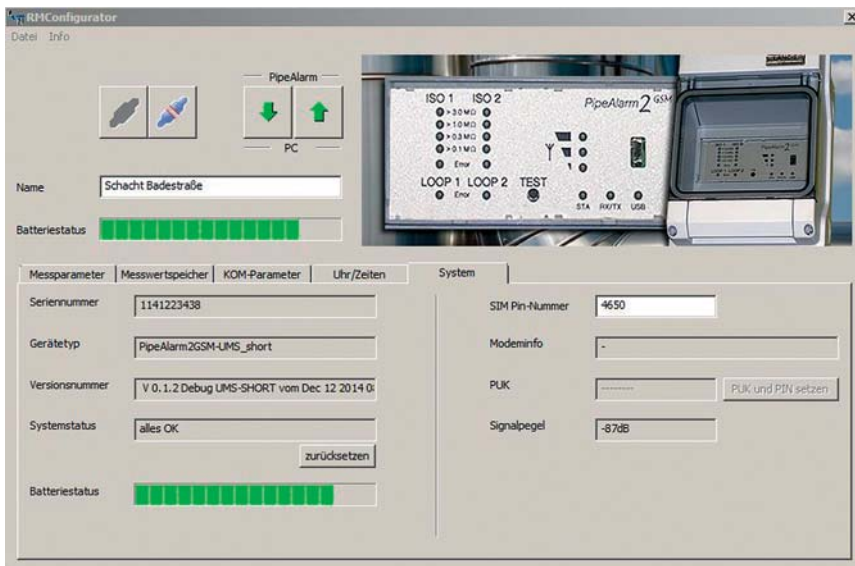 RMConfigurator
Datei Info
PipeAlarm
PC
Name
Schacht Badestraße
Batteriestatus
ISO 1 ISO 2
PipeAlarm 2 GSM
> 3.0 MΩ
> 1.0 MΩ
> 0.3 MΩ
> 0.1 MΩ
Error
LOOP 1 LOOP 2 TEST
Error
STA RX/TX USB
Messparameter Messwertspeicher KOM-Parameter Uhr/Zeiten System
Seriennummer
1141223438
Gerätetyp
PipeAlarm2GSM-UMS_short
Versionsnummer
V 0.1.2 Debug UMS-SHORT vom Dec 12 2014
Systemstatus
alles OK
zurücksetzen
Batteriestatus
SIM Pin-Nummer
4650
Modeminfo
-
PUK
--------
PUK und PIN setzen
Signalpegel
-87dB